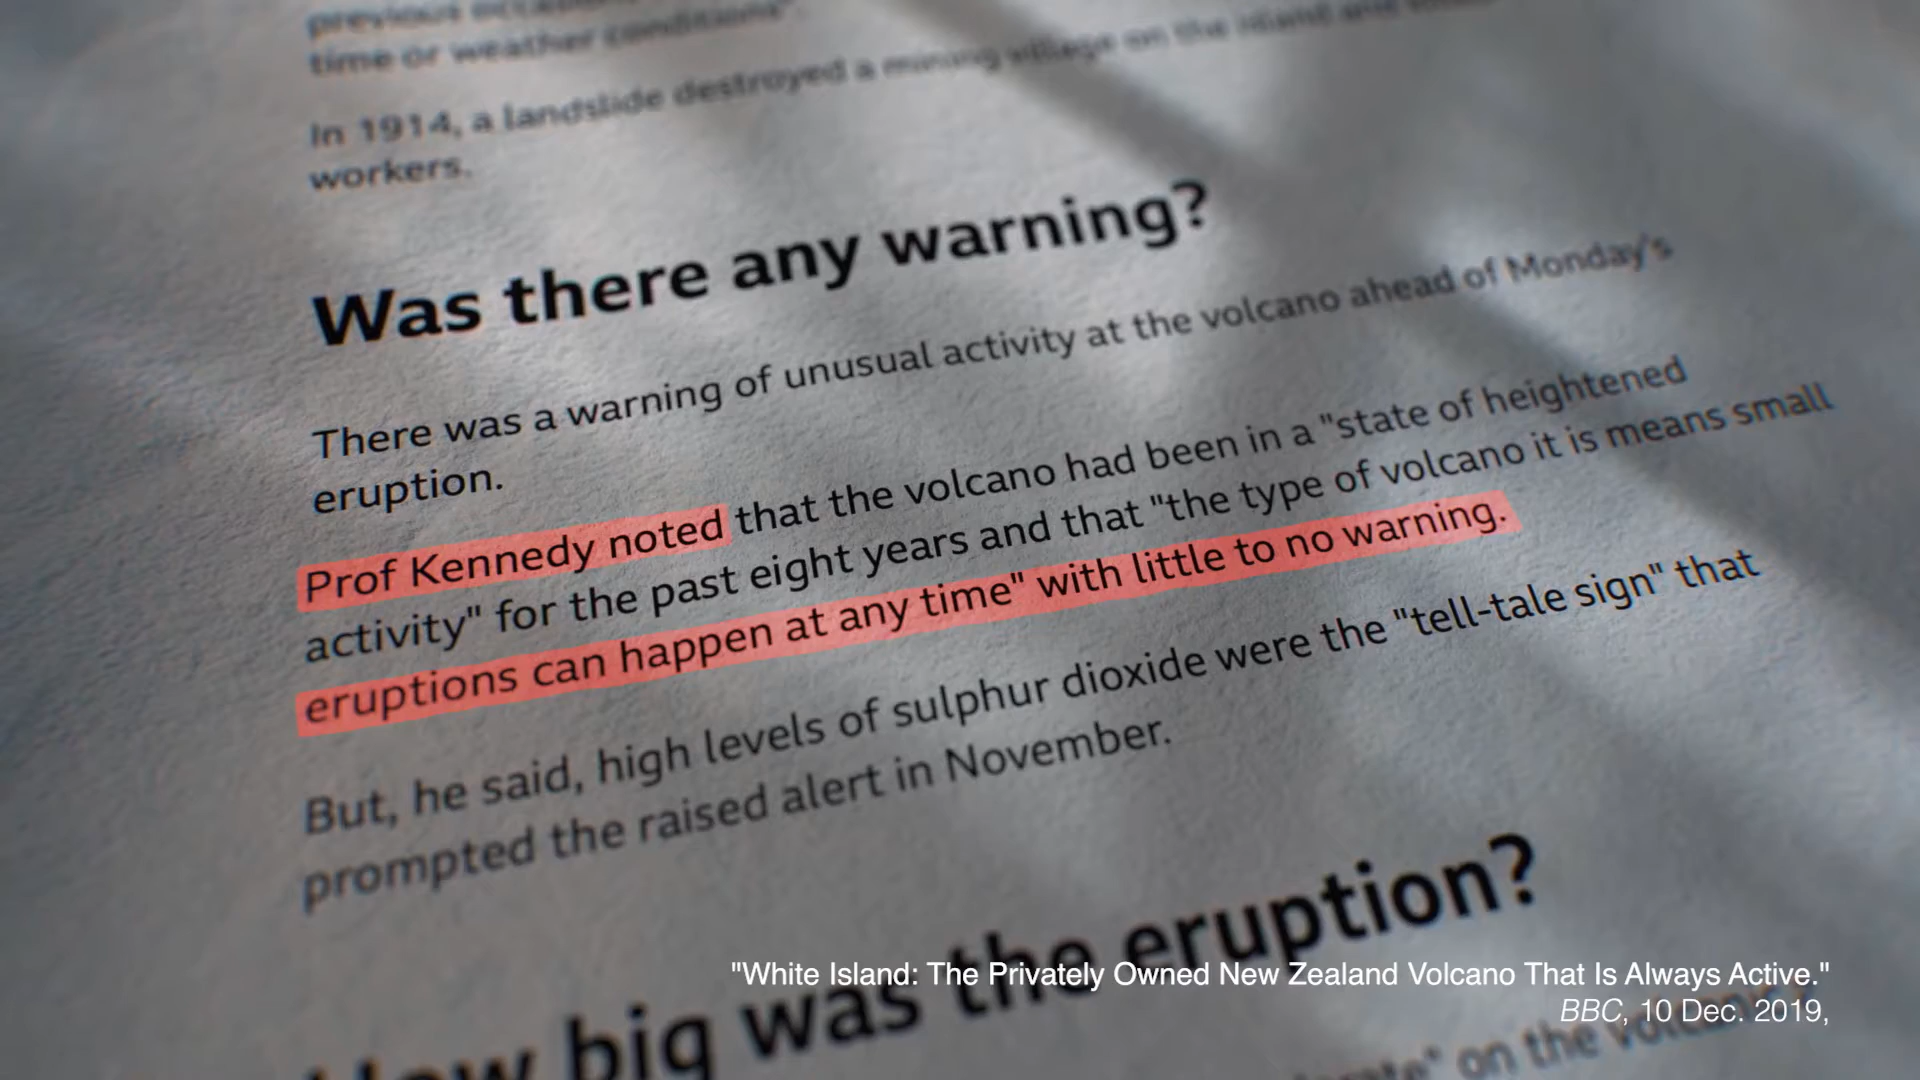 previous
time or weather conditions".
In 1914, a landslide destroyed a mining village on the island and
workers.
Was there any warning?
There was a warning of unusual activity at the volcano ahead of Monday's
eruption.
Prof Kennedy noted that the volcano had been in a "state of heightened
activity" for the past eight years and that "the type of volcano it is means small
eruptions can happen at any time" with little to no warning.
But, he said, high levels of sulphur dioxide were the "tell-tale sign" that
prompted the raised alert in November.
How big was the eruption?
"White Island: The Privately Owned New Zealand Volcano That Is Always Active."
BBC, 10 Dec. 2019,
on the